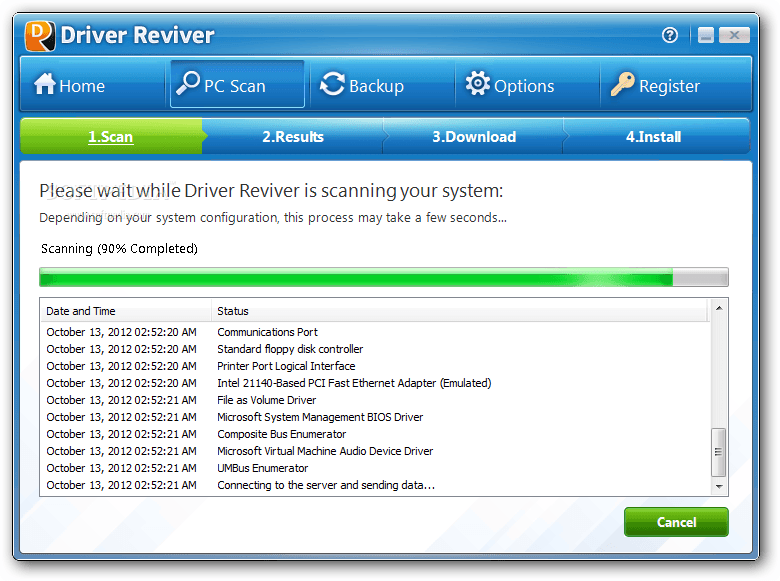 Driver Reviver
Home PC Scan Backup Options Register
1.Scan 2.Results 3.Download 4.Install
Please wait while Driver Reviver is scanning your system:
Depending on your system configuration, this process may take a few seconds...
Scanning (90% Completed)
Date and Time Status
October 13, 2012 02:52:20 AM Communications Port
October 13, 2012 02:52:20 AM Standard floppy disk controller
October 13, 2012 02:52:20 AM Printer Port Logical Interface
October 13, 2012 02:52:20 AM Intel 21140-Based PCI Fast Ethernet Adapter (Emulated)
October 13, 2012 02:52:21 AM File as Volume Driver
October 13, 2012 02:52:21 AM Microsoft System Management BIOS Driver
October 13, 2012 02:52:21 AM Composite Bus Enumerator
October 13, 2012 02:52:21 AM Microsoft Virtual Machine Audio Device Driver
October 13, 2012 02:52:21 AM UMBus Enumerator
October 13, 2012 02:52:21 AM Connecting to the server and sending data...
Cancel